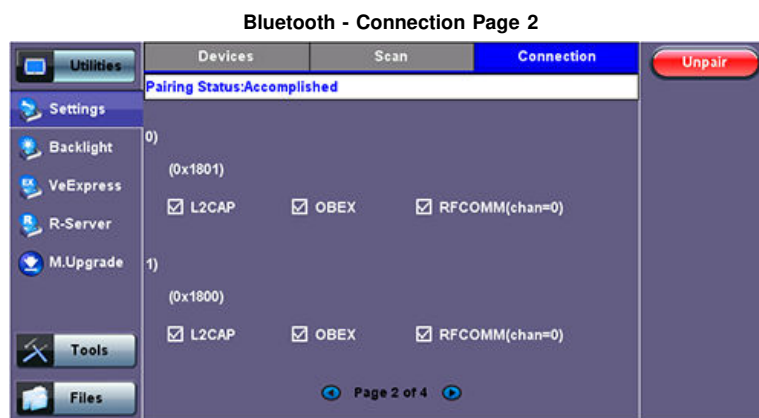 Bluetooth - Connection Page 2
Utilities
Devices
Scan
Connection
Unpair
Pairing Status:Accomplished
Settings
Backlight
VeExpress
R-Server
M.Upgrade
Tools
Files
0)
(0x1801)
L2CAP OBEX RFCOMM(chan=0)
1)
(0x1800)
L2CAP OBEX RFCOMM(chan=0)
Page 2 of 4